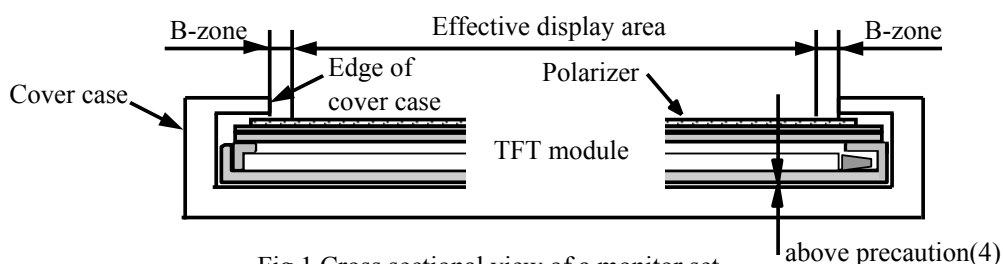 B-zone
Effective display area
B-zone
Edge of
cover case
Polarizer
Cover case
TFT module
above precaution(4)
Fig.1 Cross sectional view of a monitor set